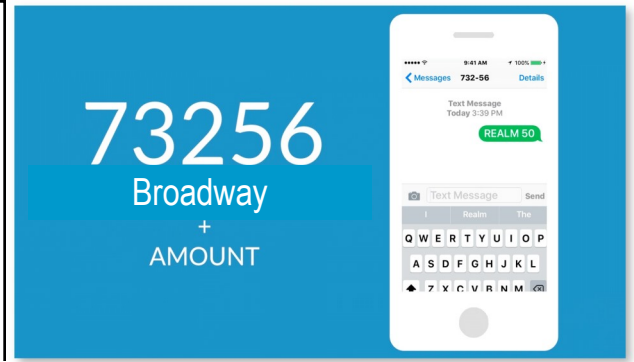 73256
Broadway
+
AMOUNT
9:41 AM 100%
Messages 732-56 Details
Text Message
Today 3:39 PM
REALM 50
Text Message Send
I Realm The
Q W E R T Y U I O P
A S D F G H J K L
Z X C V B N M